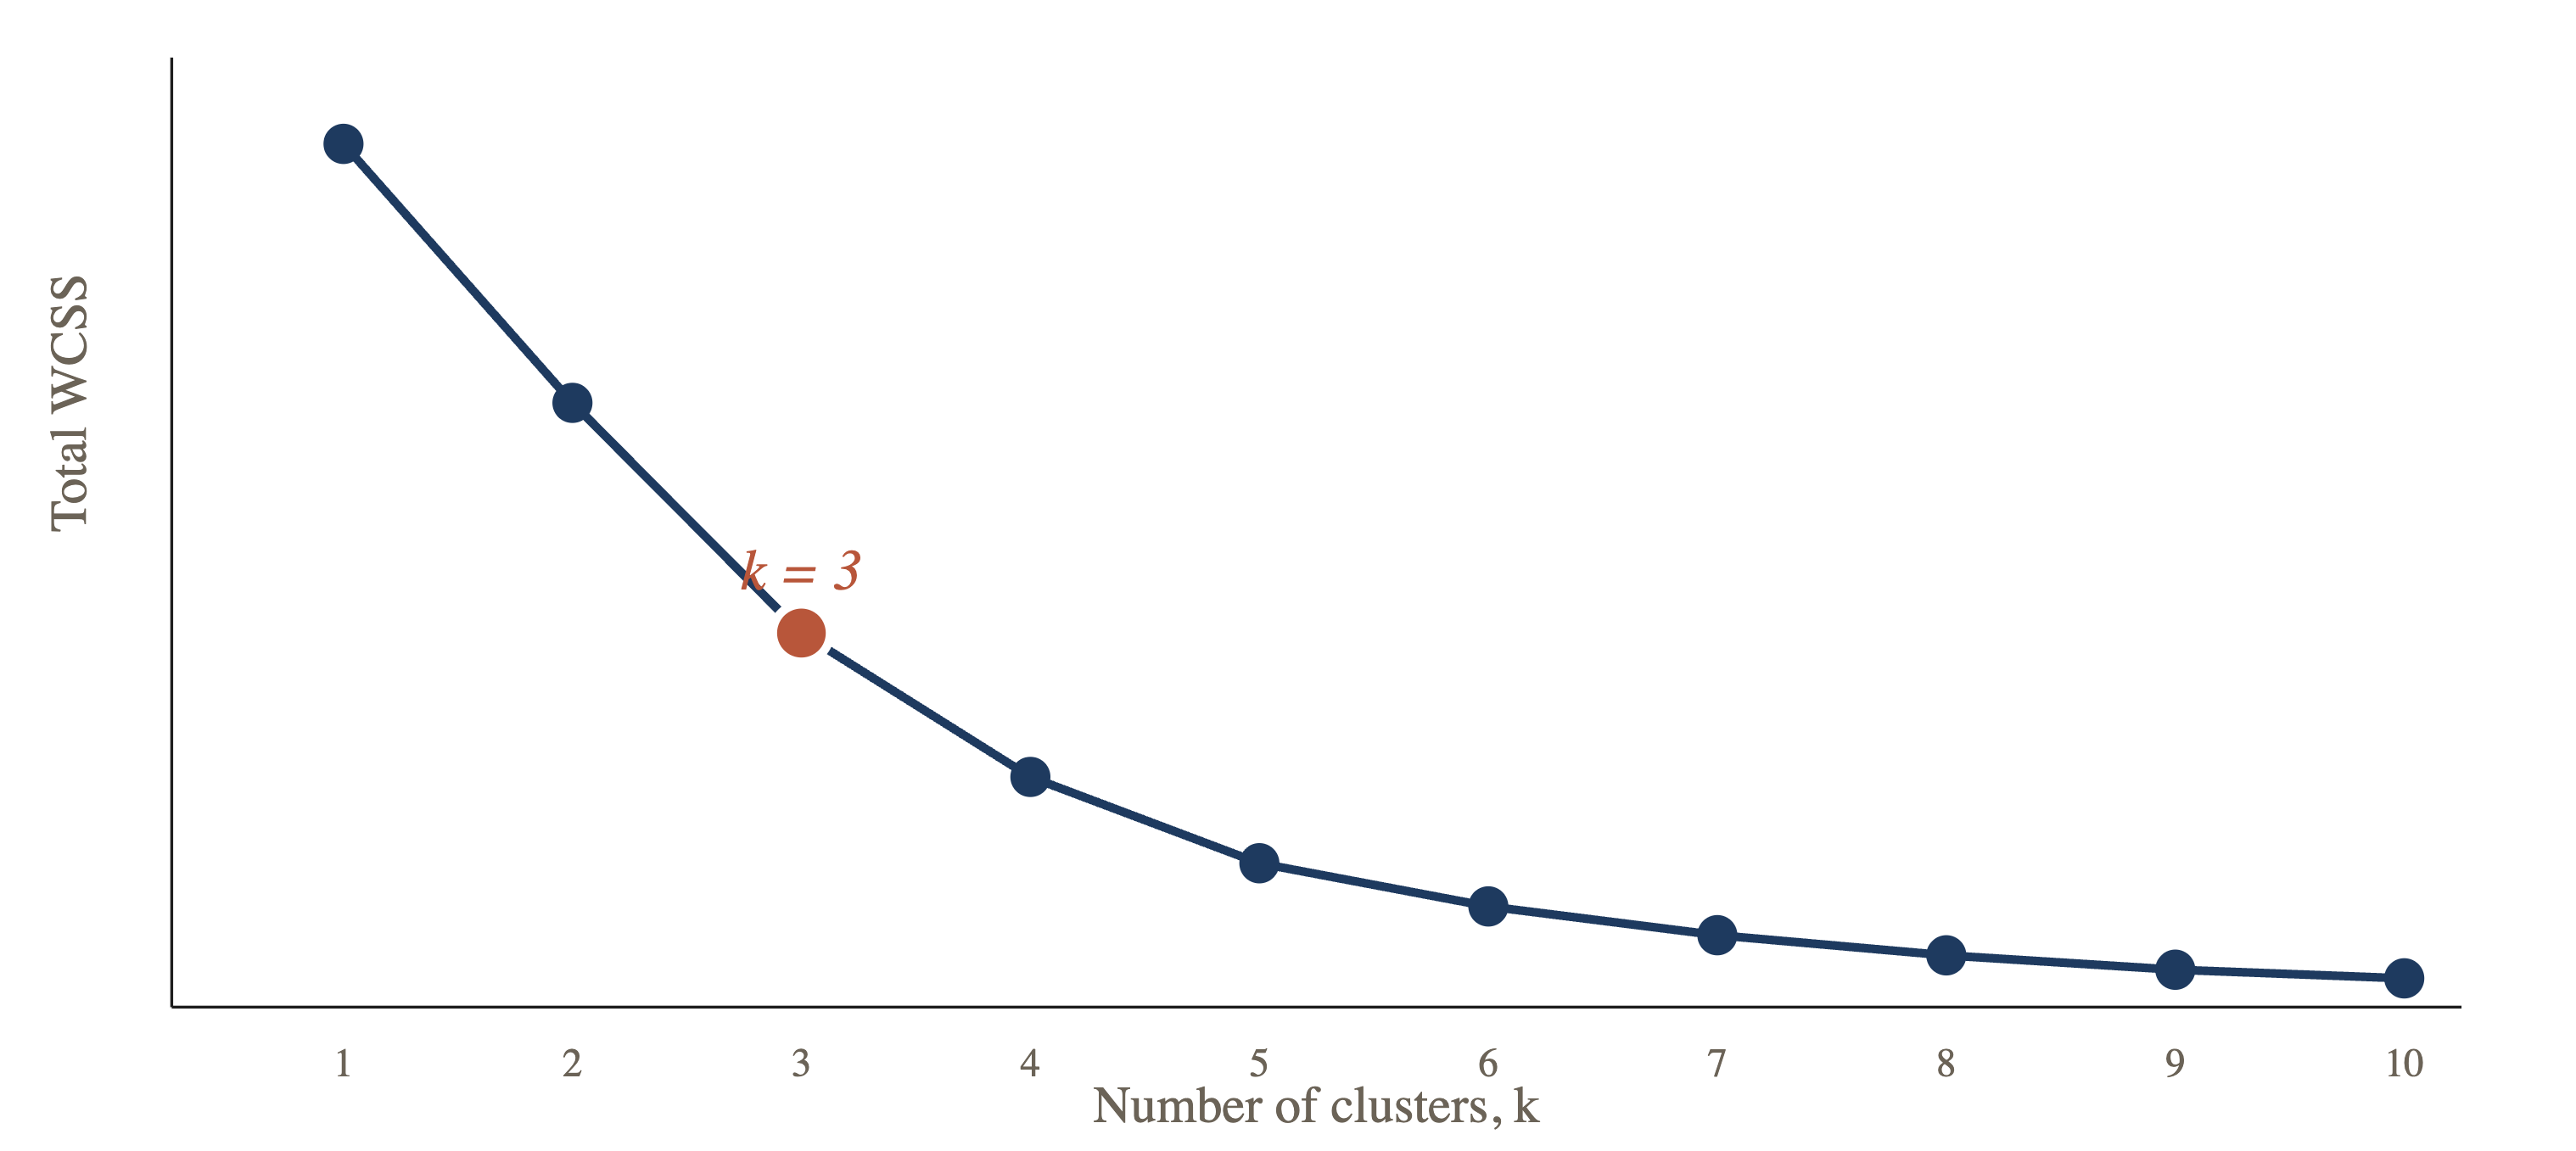 Total WCSS
k = 3
1 2 3 4 5 6 7 8 9 10
Number of clusters, k